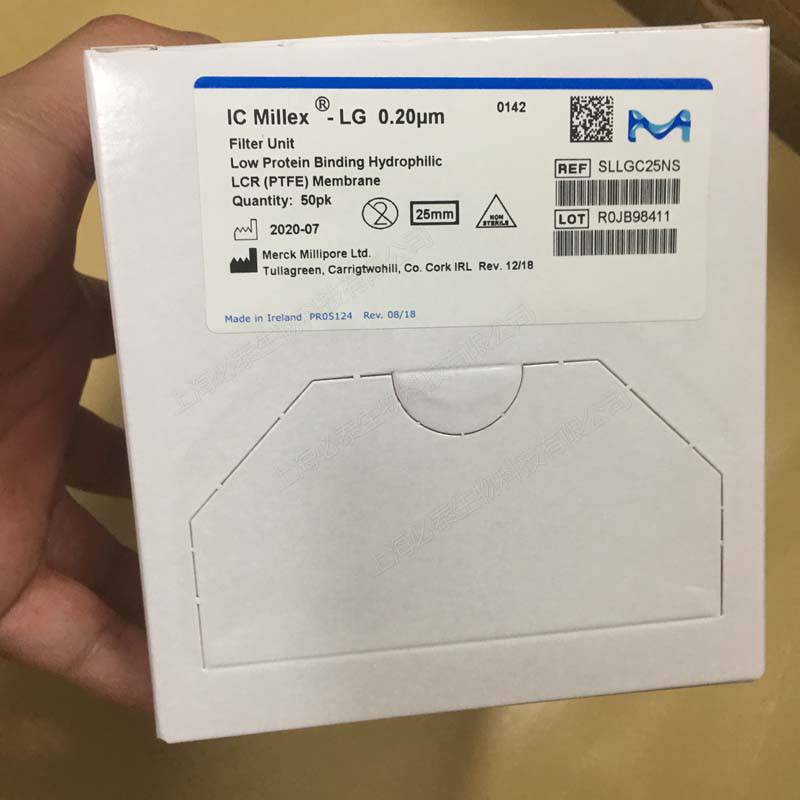 IC Millex®-LG 0.20µm
0142
Filter Unit
Low Protein Binding Hydrophilic
LCR (PTFE) Membrane
Quantity: 50pk
2020-07
2
25mm
NON
STERILE
REF SLLGC25NS
LOT R0JB98411
Merck Millipore Ltd.
Tullagreen, Carrigtwohill, Co. Cork IRL Rev. 12/18
Made in Ireland PR05124 Rev. 08/18